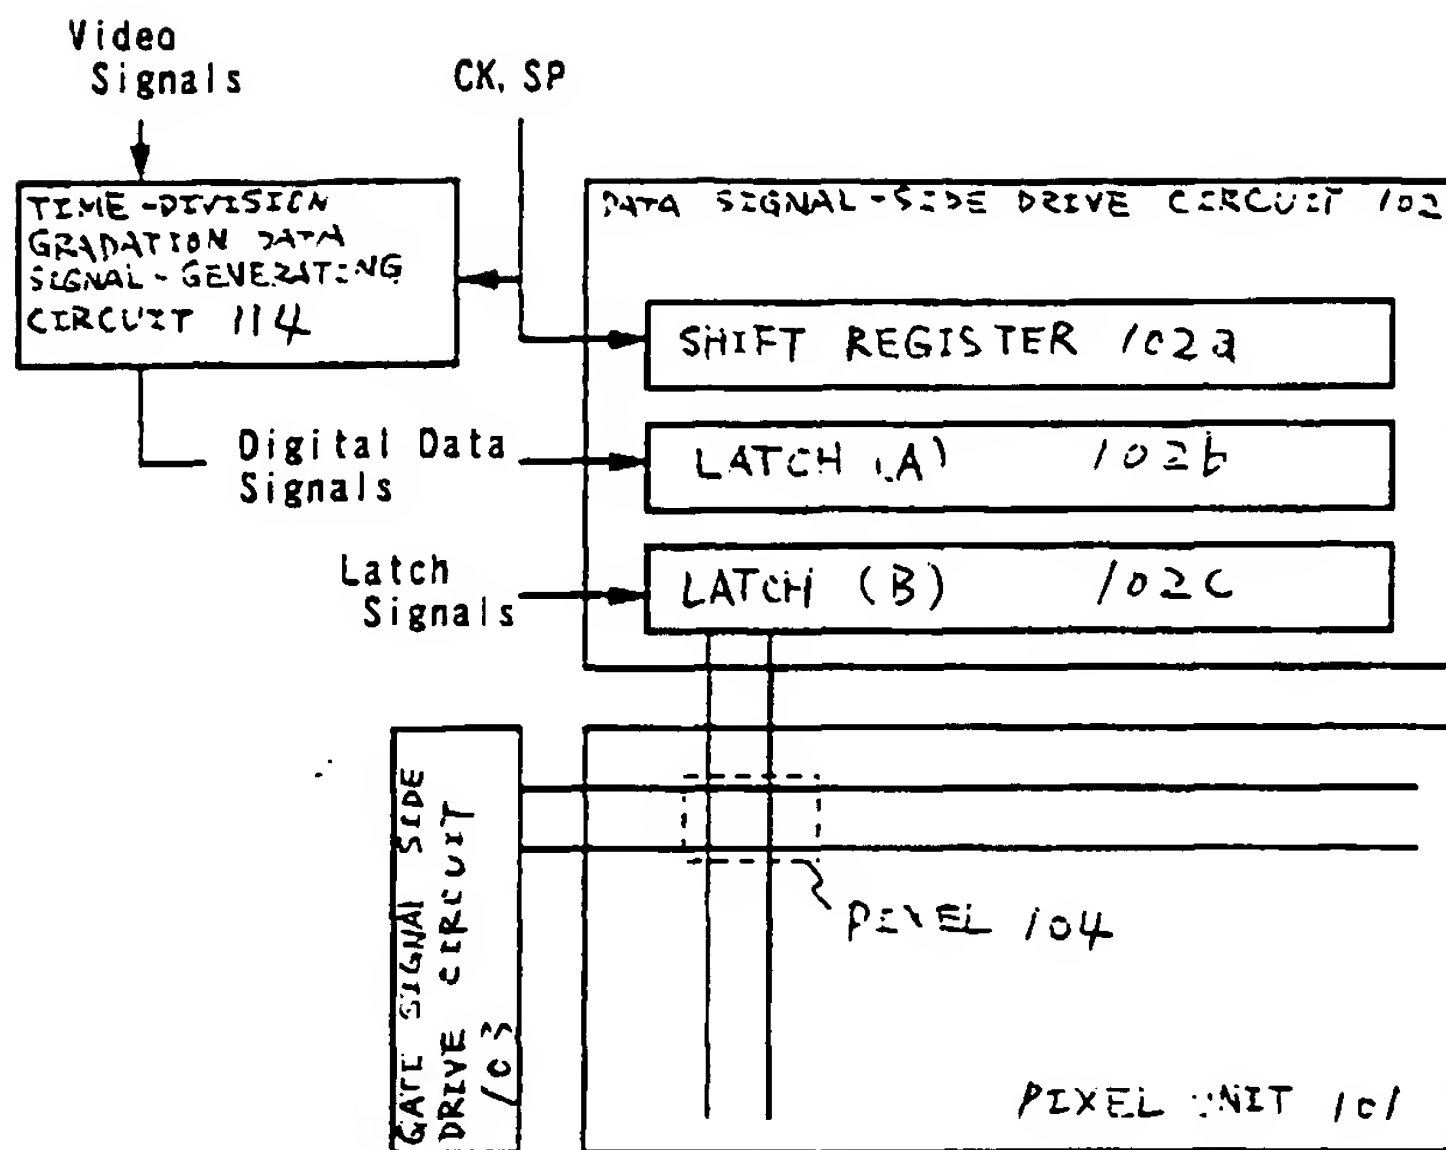 Video
Signals
CK, SP
TIME-DIVISION
GRADATION DATA
SIGNAL-GENERATING
CIRCUIT 114
DATA SIGNAL-SIDE DRIVE CIRCUIT 102
SHIFT REGISTER 102a
Digital Data
Signals
LATCH (A) 102b
Latch
Signals
LATCH (B) 102C
GATE SIGNAL SIDE
DRIVE CIRCUIT
103
PIXEL 104
PIXEL UNIT 101